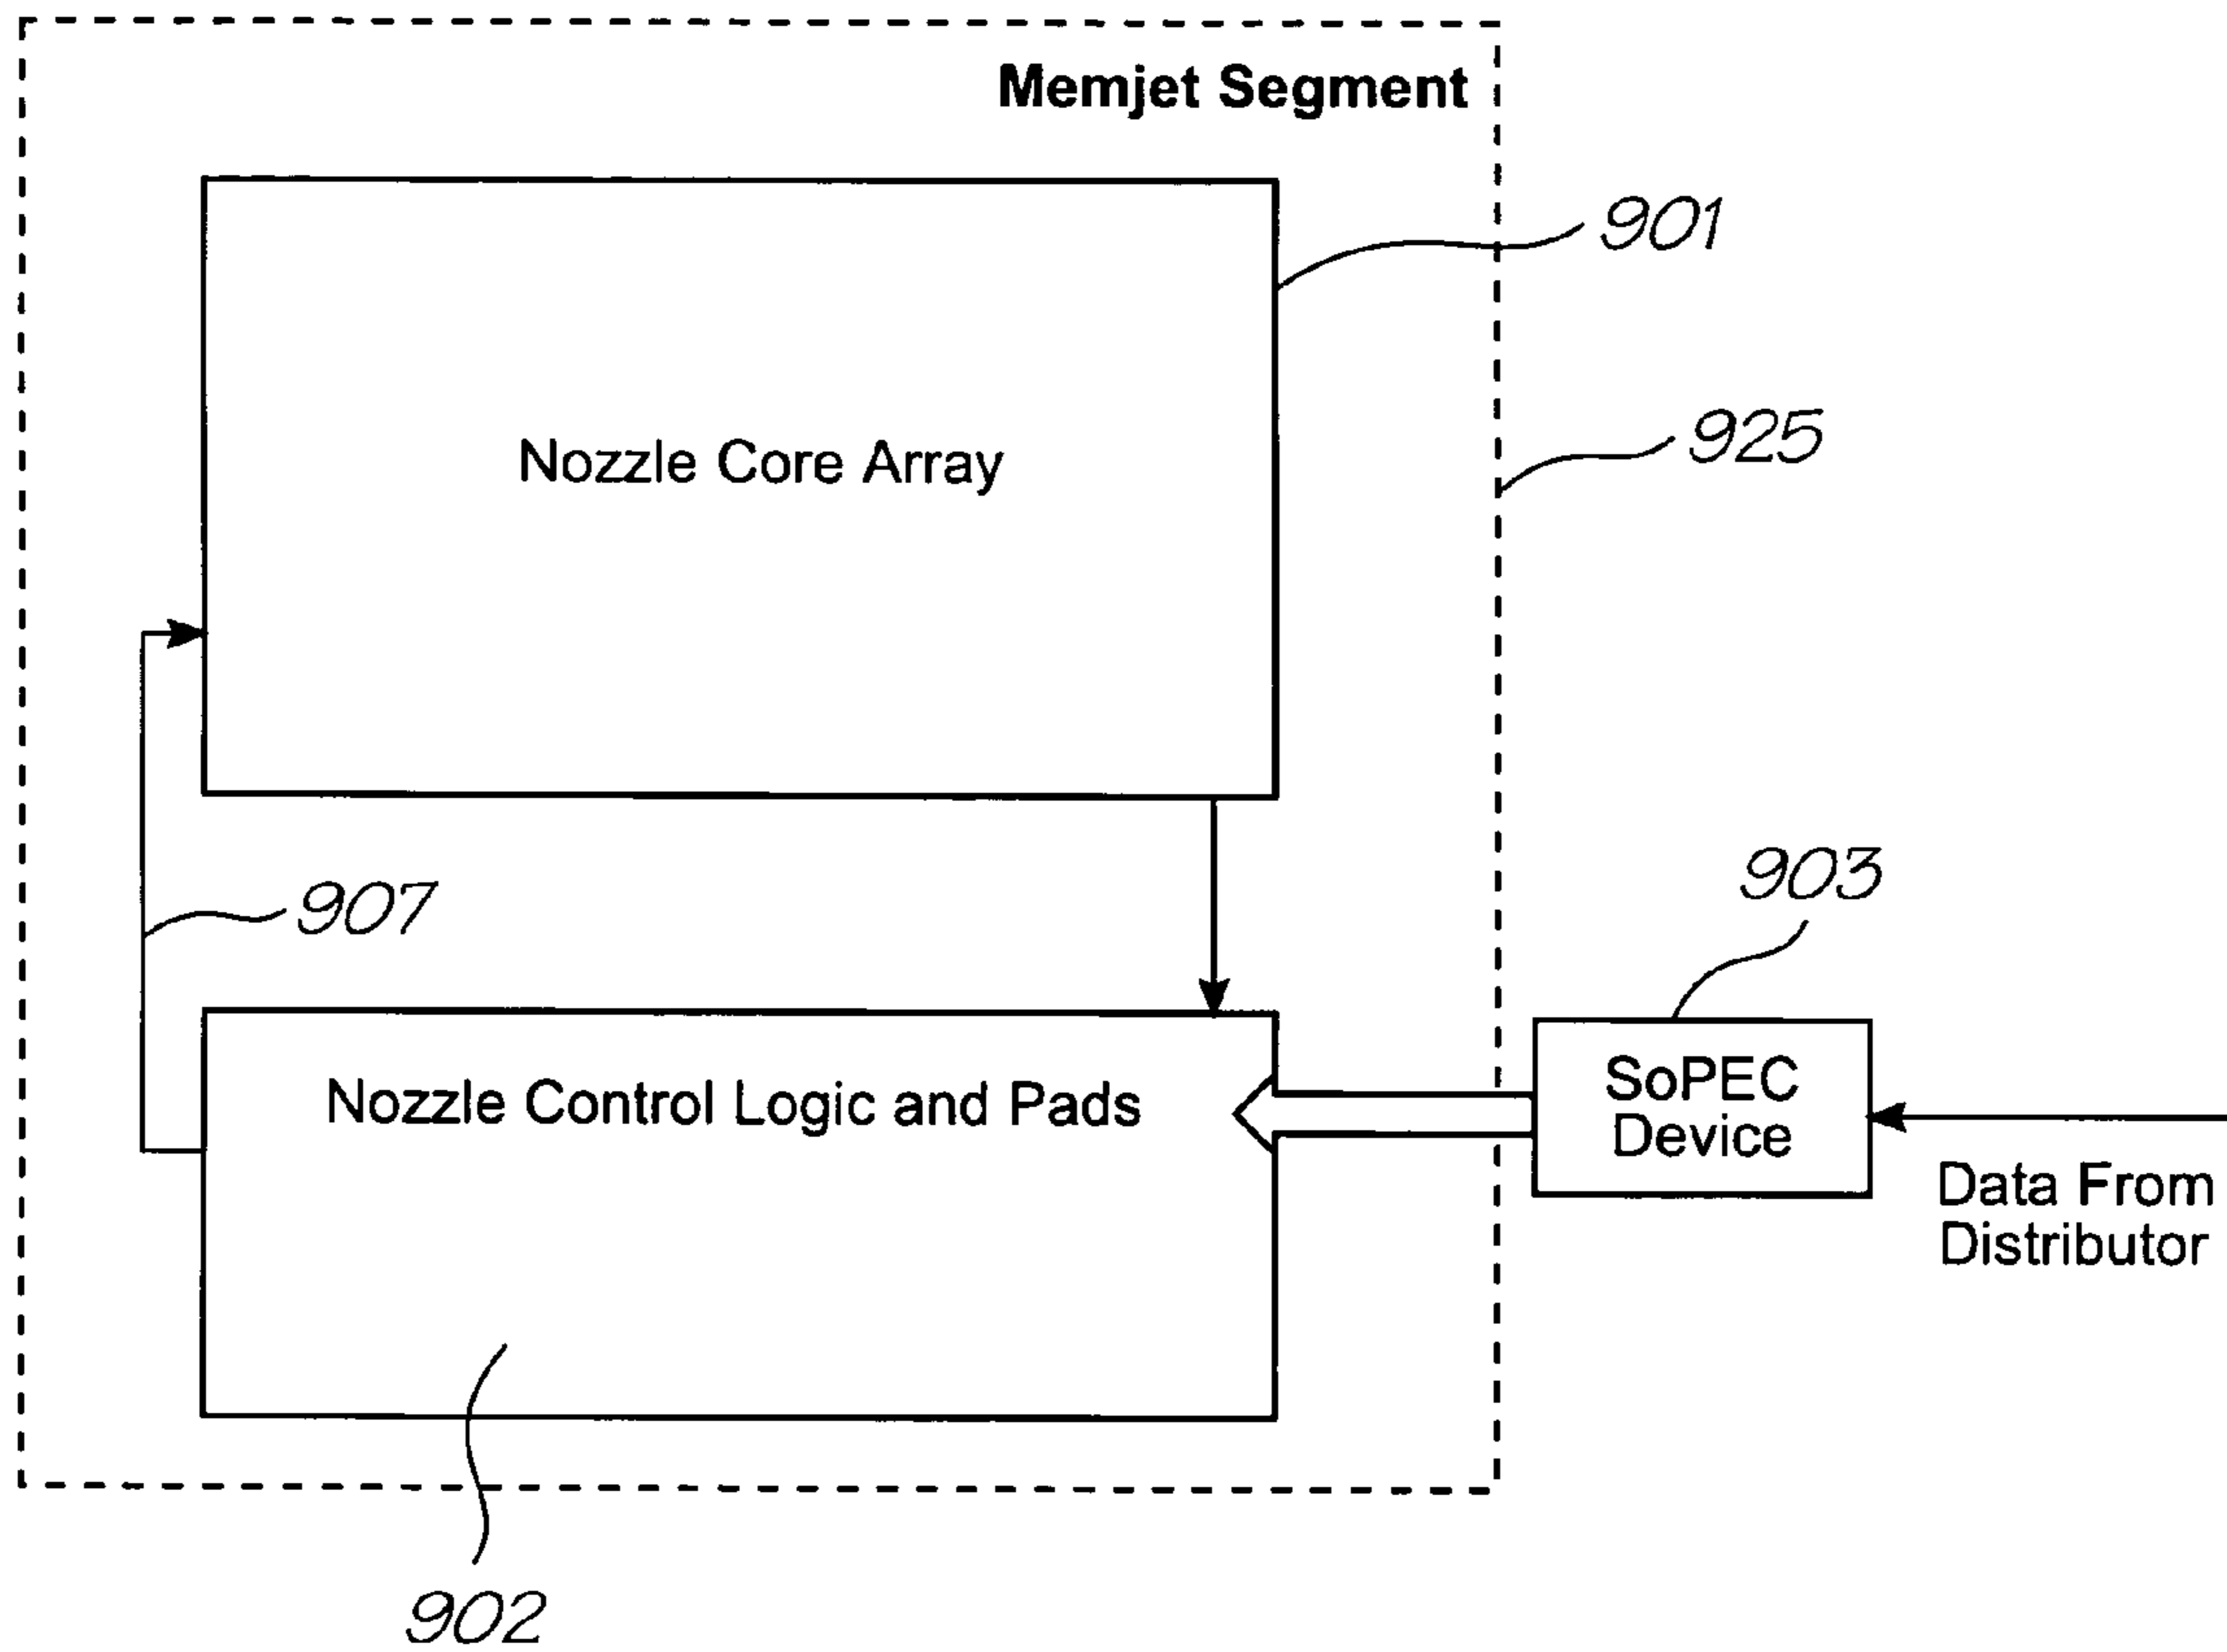 Memjet Segment
901
Nozzle Core Array
925
903
907
SoPEC
Device
Nozzle Control Logic and Pads
Data From
Distributor
902